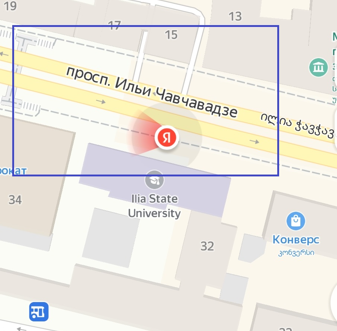 19
17
15
13
просп. Ильи Чавчавадзе
ილია ჭავჭავ
Я
34
Ilia State
University
32
Конверс
კონვერსი